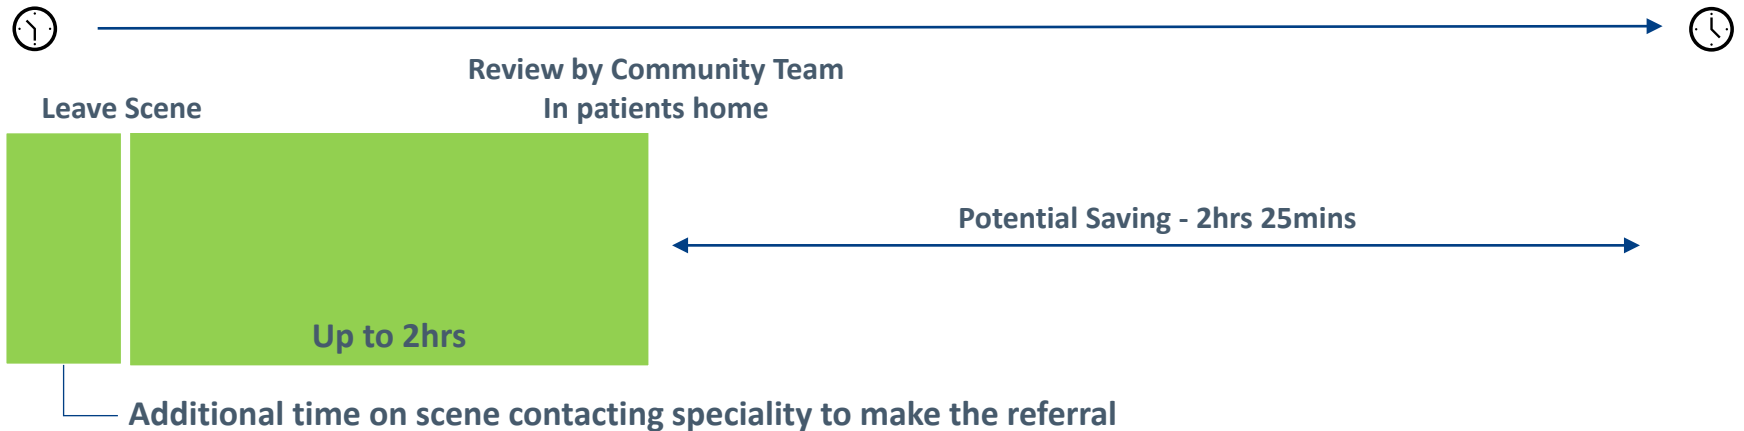 Review by Community Team
Leave Scene
In patients home
Potential Saving - 2hrs 25mins
Up to 2hrs
Additional time on scene contacting speciality to make the referral